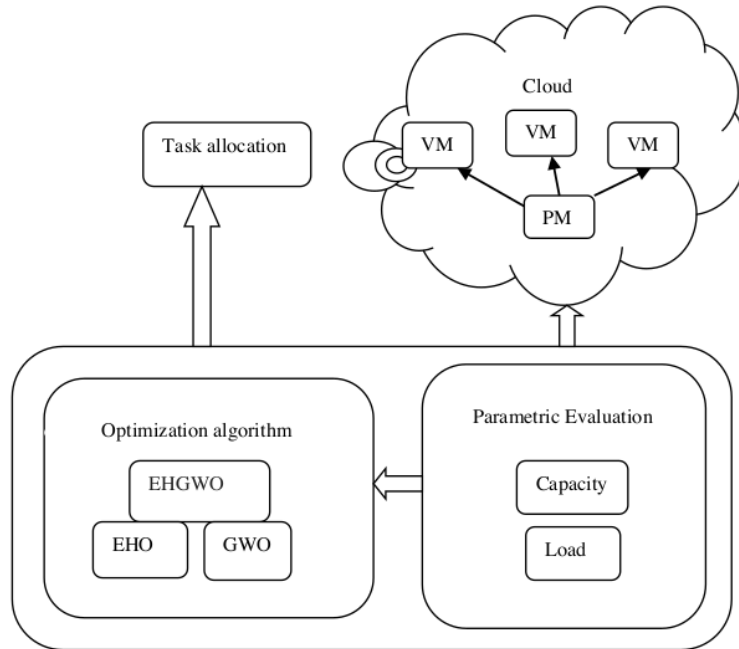 Cloud
Task allocation
VM
VM
VM
PM
Optimization algorithm
EHGWO
EHO
GWO
Parametric Evaluation
Capacity
Load